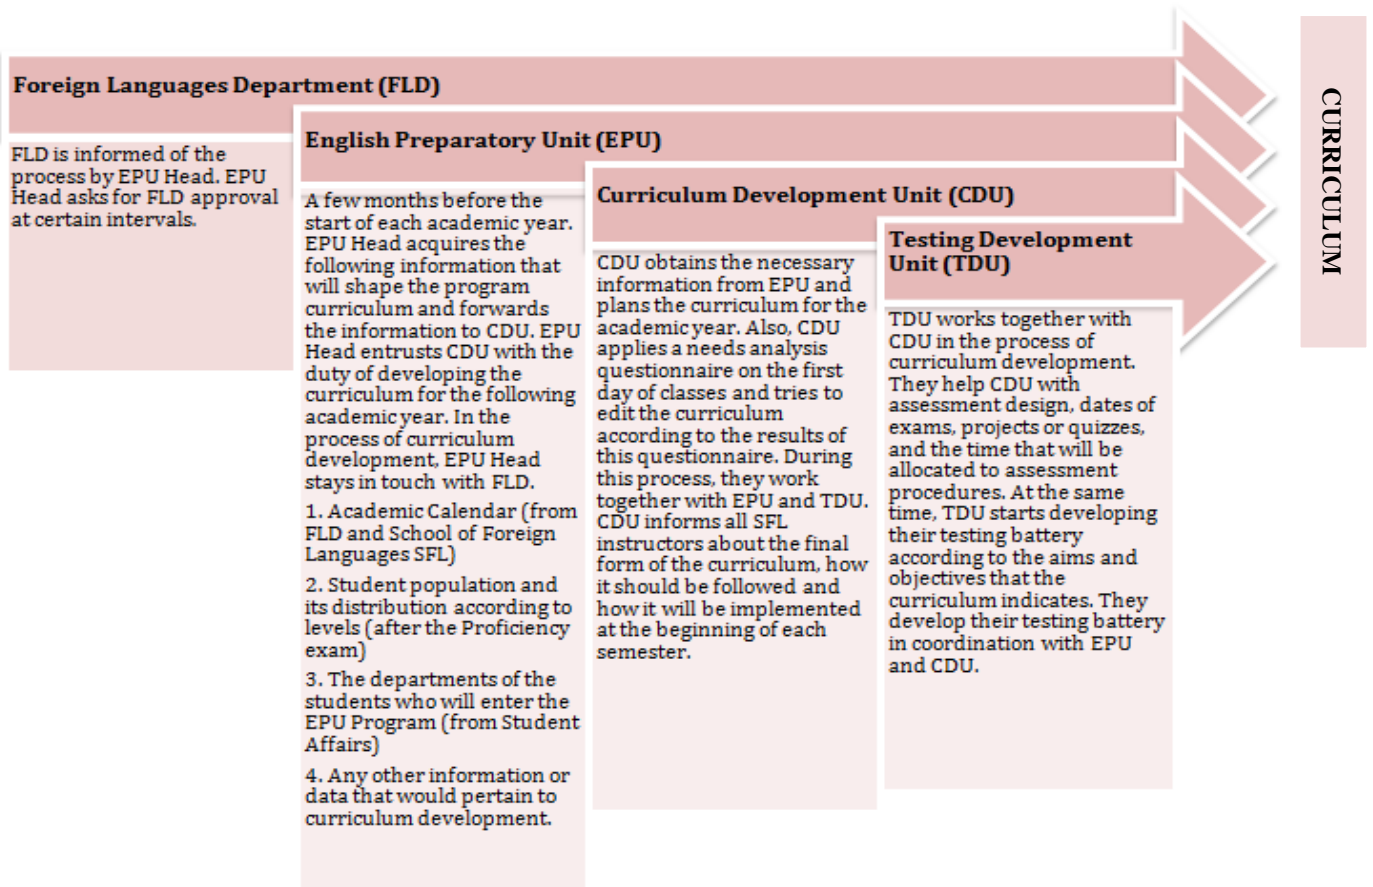 Foreign Languages Department (FLD)
FLD is informed of the
process by EPU Head. EPU
Head asks for FLD approval
at certain intervals.
English Preparatory Unit (EPU)
A few months before the
start of each academic year.
EPU Head acquires the
following information that
will shape the program
curriculum and forwards
the information to CDU. EPU
Head entrusts CDU with the
duty of developing the
curriculum for the following
academic year. In the
process of curriculum
development, EPU Head
stays in touch with FLD.
1. Academic Calendar (from
FLD and School of Foreign
Languages SFL)
2. Student population and
its distribution according to
levels (after the Proficiency
exam)
3. The departments of the
students who will enter the
EPU Program (from Student
Affairs)
4. Any other information or
data that would pertain to
curriculum development.
Curriculum Development Unit (CDU)
CDU obtains the necessary
information from EPU and
plans the curriculum for the
academic year. Also, CDU
applies a needs analysis
questionnaire on the first
day of classes and tries to
edit the curriculum
according to the results of
this questionnaire. During
this process, they work
together with EPU and TDU.
CDU informs all SFL
instructors about the final
form of the curriculum, how
it should be followed and
how it will be implemented
at the beginning of each
semester.
Testing Development
Unit (TDU)
TDU works together with
CDU in the process of
curriculum development.
They help CDU with
assessment design, dates of
exams, projects or quizzes,
and the time that will be
allocated to assessment
procedures. At the same
time, TDU starts developing
their testing battery
according to the aims and
objectives that the
curriculum indicates. They
develop their testing battery
in coordination with EPU
and CDU.
CURRICULUM